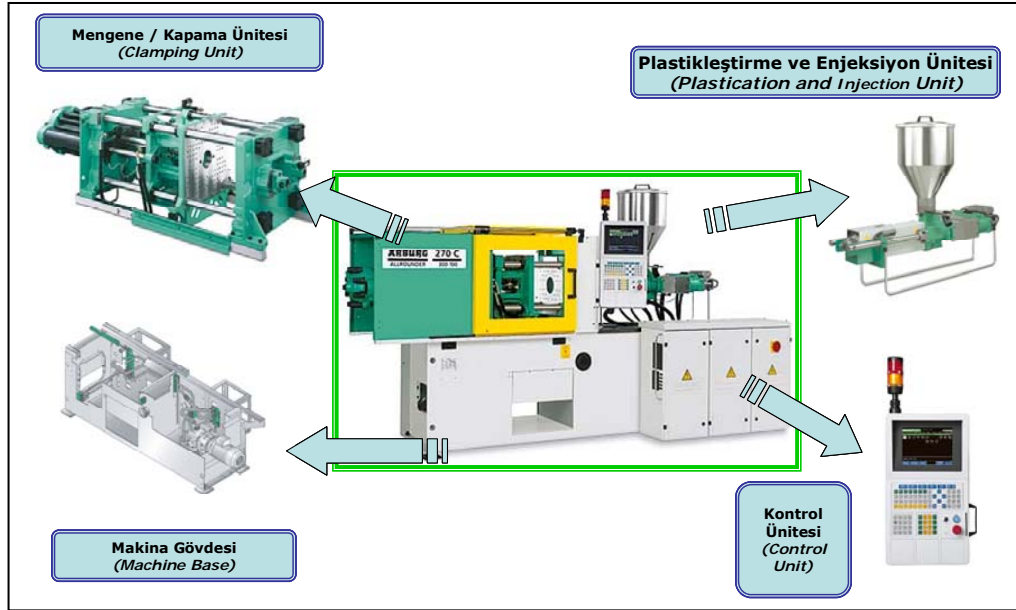 Mengene / Kapama Ünitesi
(Clamping Unit)
Plastikleştirme ve Enjeksiyon Ünitesi
(Plastication and Injection Unit)
ARBURG 270 C
ALLROUNDER
Makina Gövdesi
(Machine Base)
Kontrol
Ünitesi
(Control
Unit)